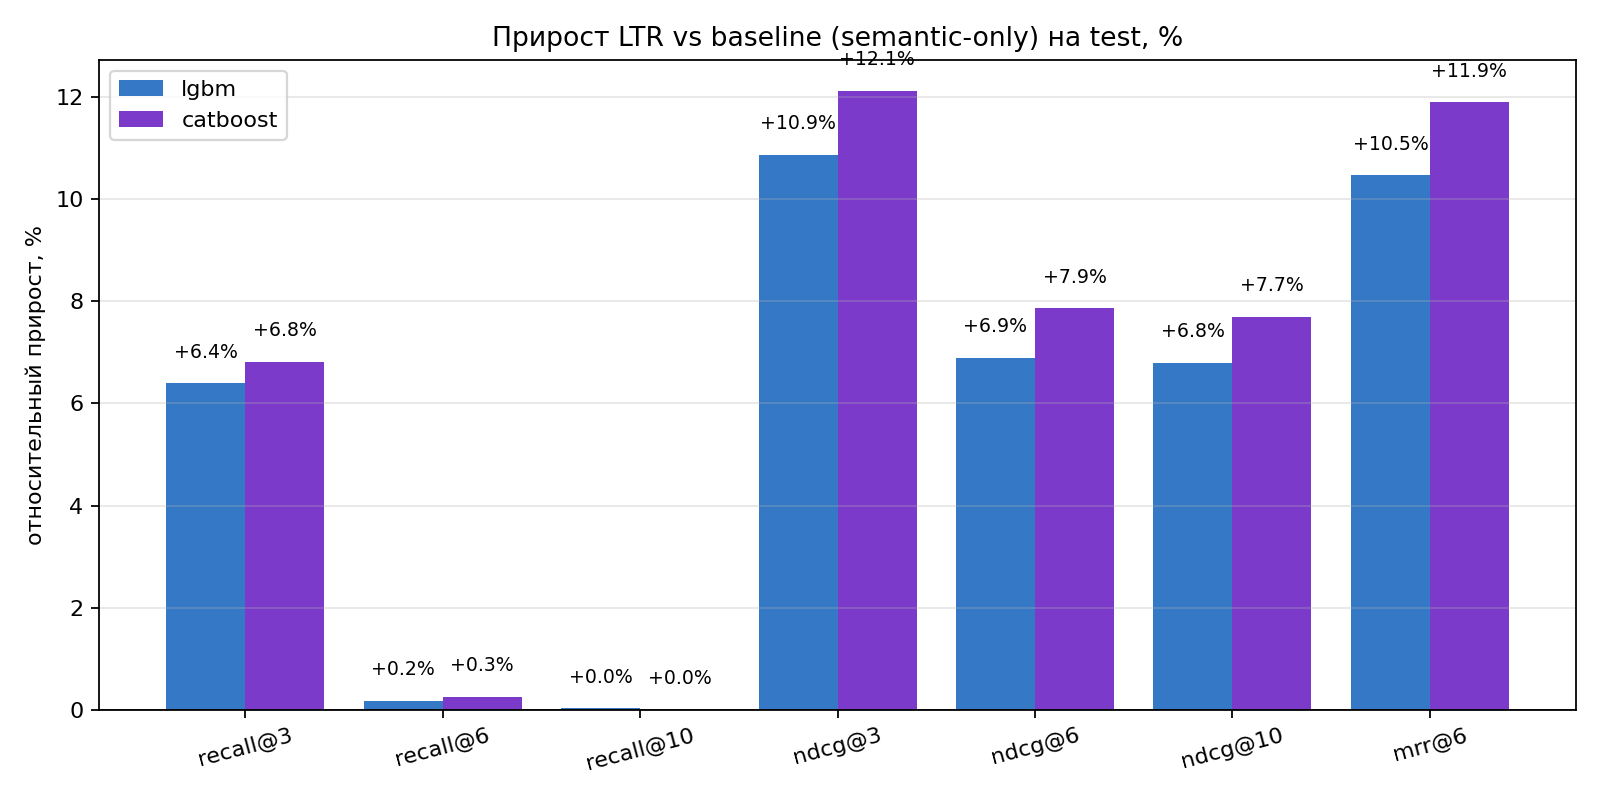 Прирост LTR vs baseline (semantic-only) на test, %
относительный прирост, %
lgbm
catboost
12
10
8
6
4
2
0
+6.4%
+6.8%
+0.2%
+0.3%
+0.0%
+0.0%
+10.9%
+12.1%
+6.9%
+7.9%
+6.8%
+7.7%
+10.5%
+11.9%
recall@3
recall@6
recall@10
ndcg@3
ndcg@6
ndcg@10
mrr@6